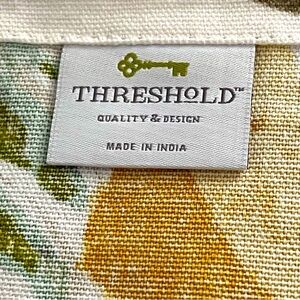 THRESHOLD™
QUALITY & DESIGN
MADE IN INDIA